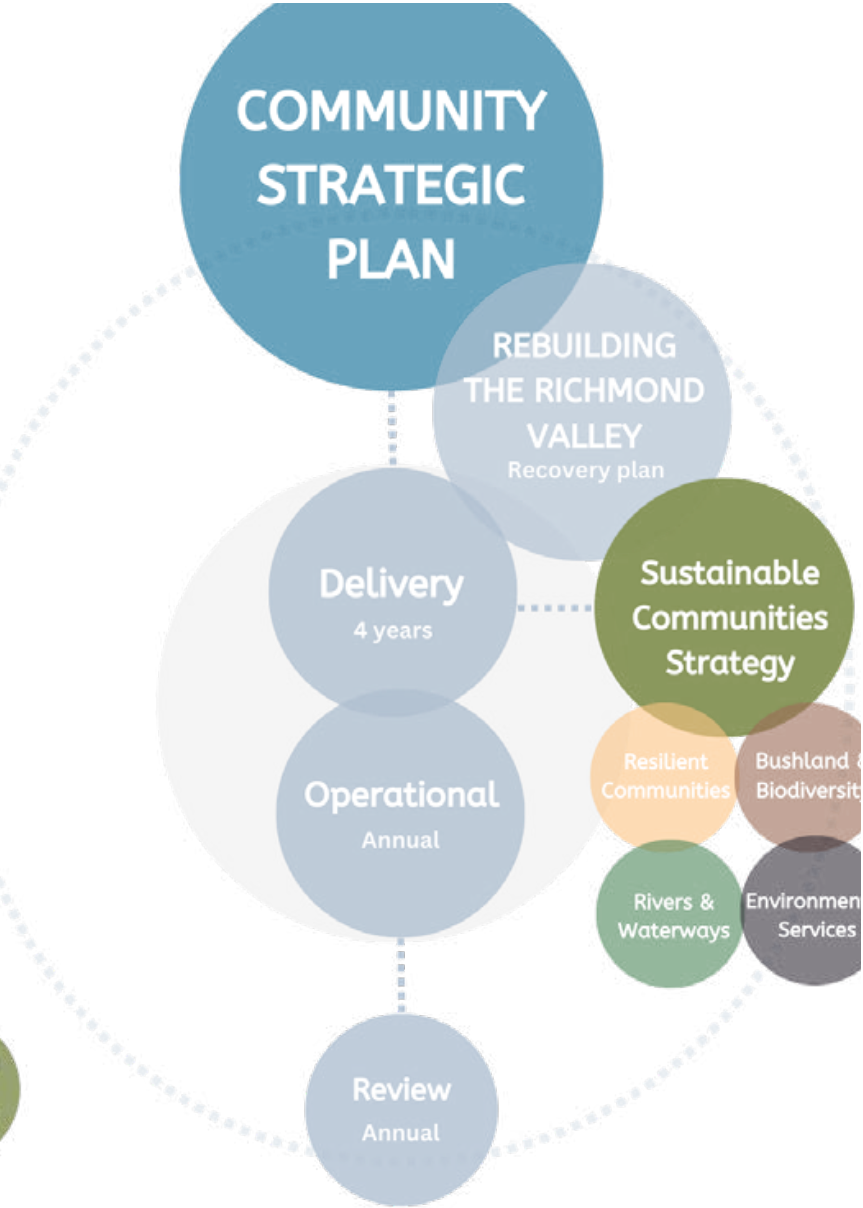 COMMUNITY
STRATEGIC
PLAN
REBUILDING
THE RICHMOND
VALLEY
Recovery plan
Delivery
4 years
Sustainable
Communities
Strategy
Operational
Annual
Resilient
Communities
Bushland &
Rivers &
Waterways
Services
Review
Annual